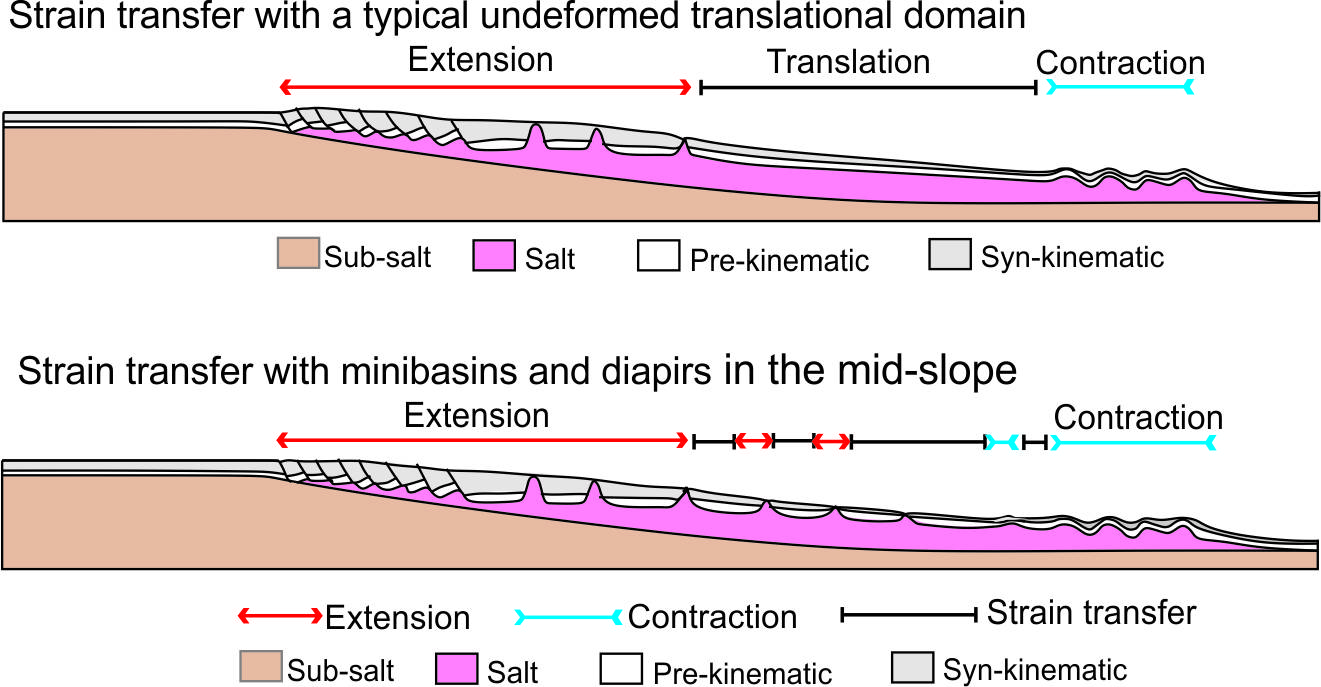 Strain transfer with a typical undeformed translational domain
Extension
Translation
Contraction
Sub-salt
Salt
Pre-kinematic
Syn-kinematic
Strain transfer with minibasins and diapirs in the mid-slope
Extension
Contraction
Extension
Contraction
Strain transfer
Sub-salt
Salt
Pre-kinematic
Syn-kinematic